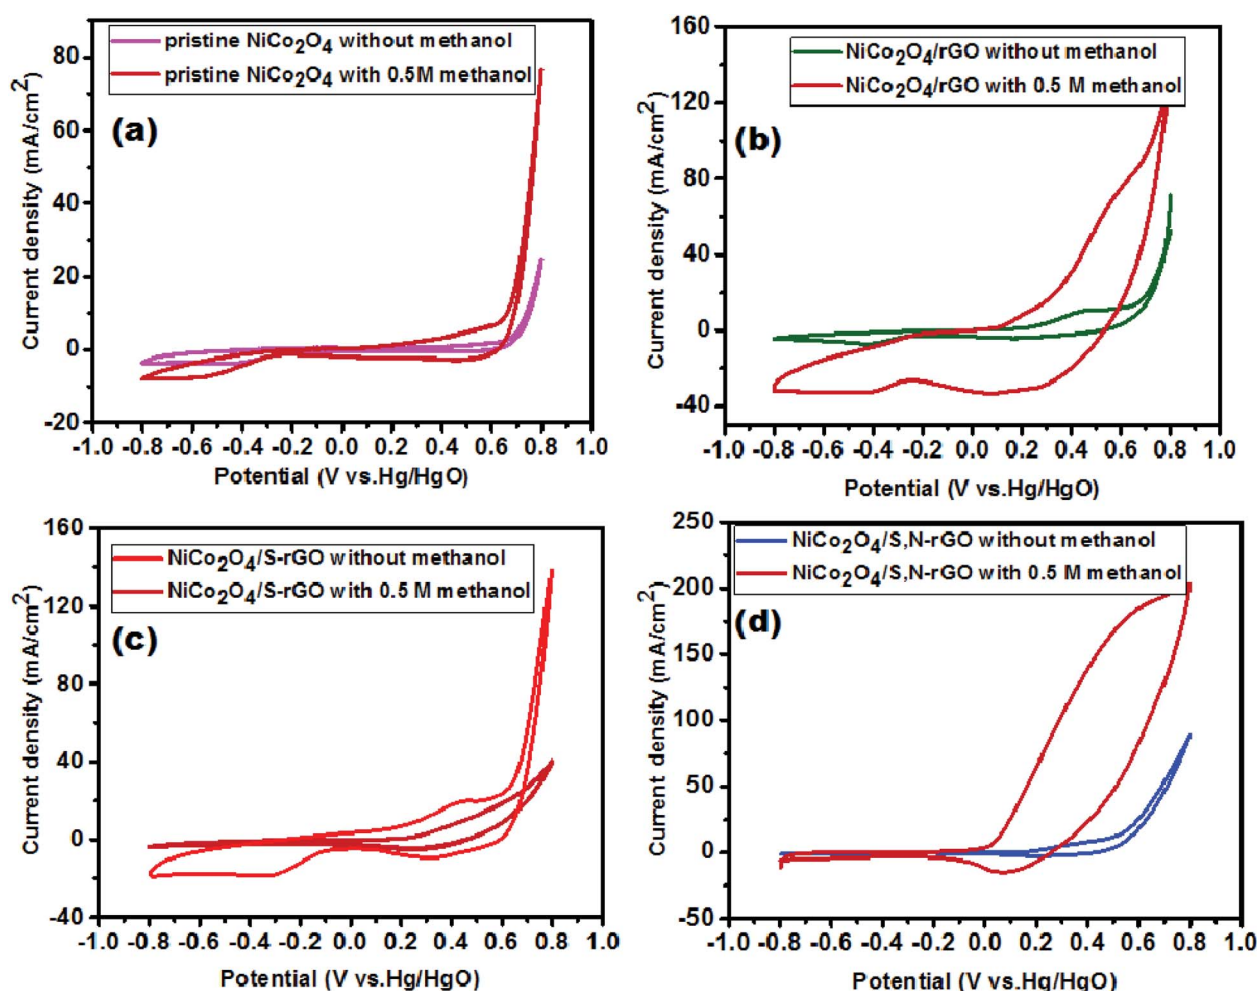 pristine NiCo2O4 without methanol
pristine NiCo2O4 with 0.5M methanol
(a)
Current density (mA/cm2)
80
60
40
20
0
-20
-1.0 -0.8 -0.6 -0.4 -0.2 0.0 0.2 0.4 0.6 0.8 1.0
Potential (V vs.Hg/HgO)
NiCo2O4/rGO without methanol
NiCo2O4/rGO with 0.5 M methanol
(b)
Current density (mA/cm2)
160
120
80
40
0
-40
-1.0 -0.8 -0.6 -0.4 -0.2 0.0 0.2 0.4 0.6 0.8 1.0
Potential (V vs.Hg/HgO)
NiCo2O4/S-rGO without methanol
NiCo2O4/S-rGO with 0.5 M methanol
(c)
Current density (mA/cm2)
160
120
80
40
0
-40
-1.0 -0.8 -0.6 -0.4 -0.2 0.0 0.2 0.4 0.6 0.8 1.0
Potential (V vs.Hg/HgO)
NiCo2O4/S,N-rGO without methanol
NiCo2O4/S,N-rGO with 0.5 M methanol
(d)
Current density (mA/cm2)
250
200
150
100
50
0
-50
-1.0 -0.8 -0.6 -0.4 -0.2 0.0 0.2 0.4 0.6 0.8 1.0
Potential (V vs.Hg/HgO)